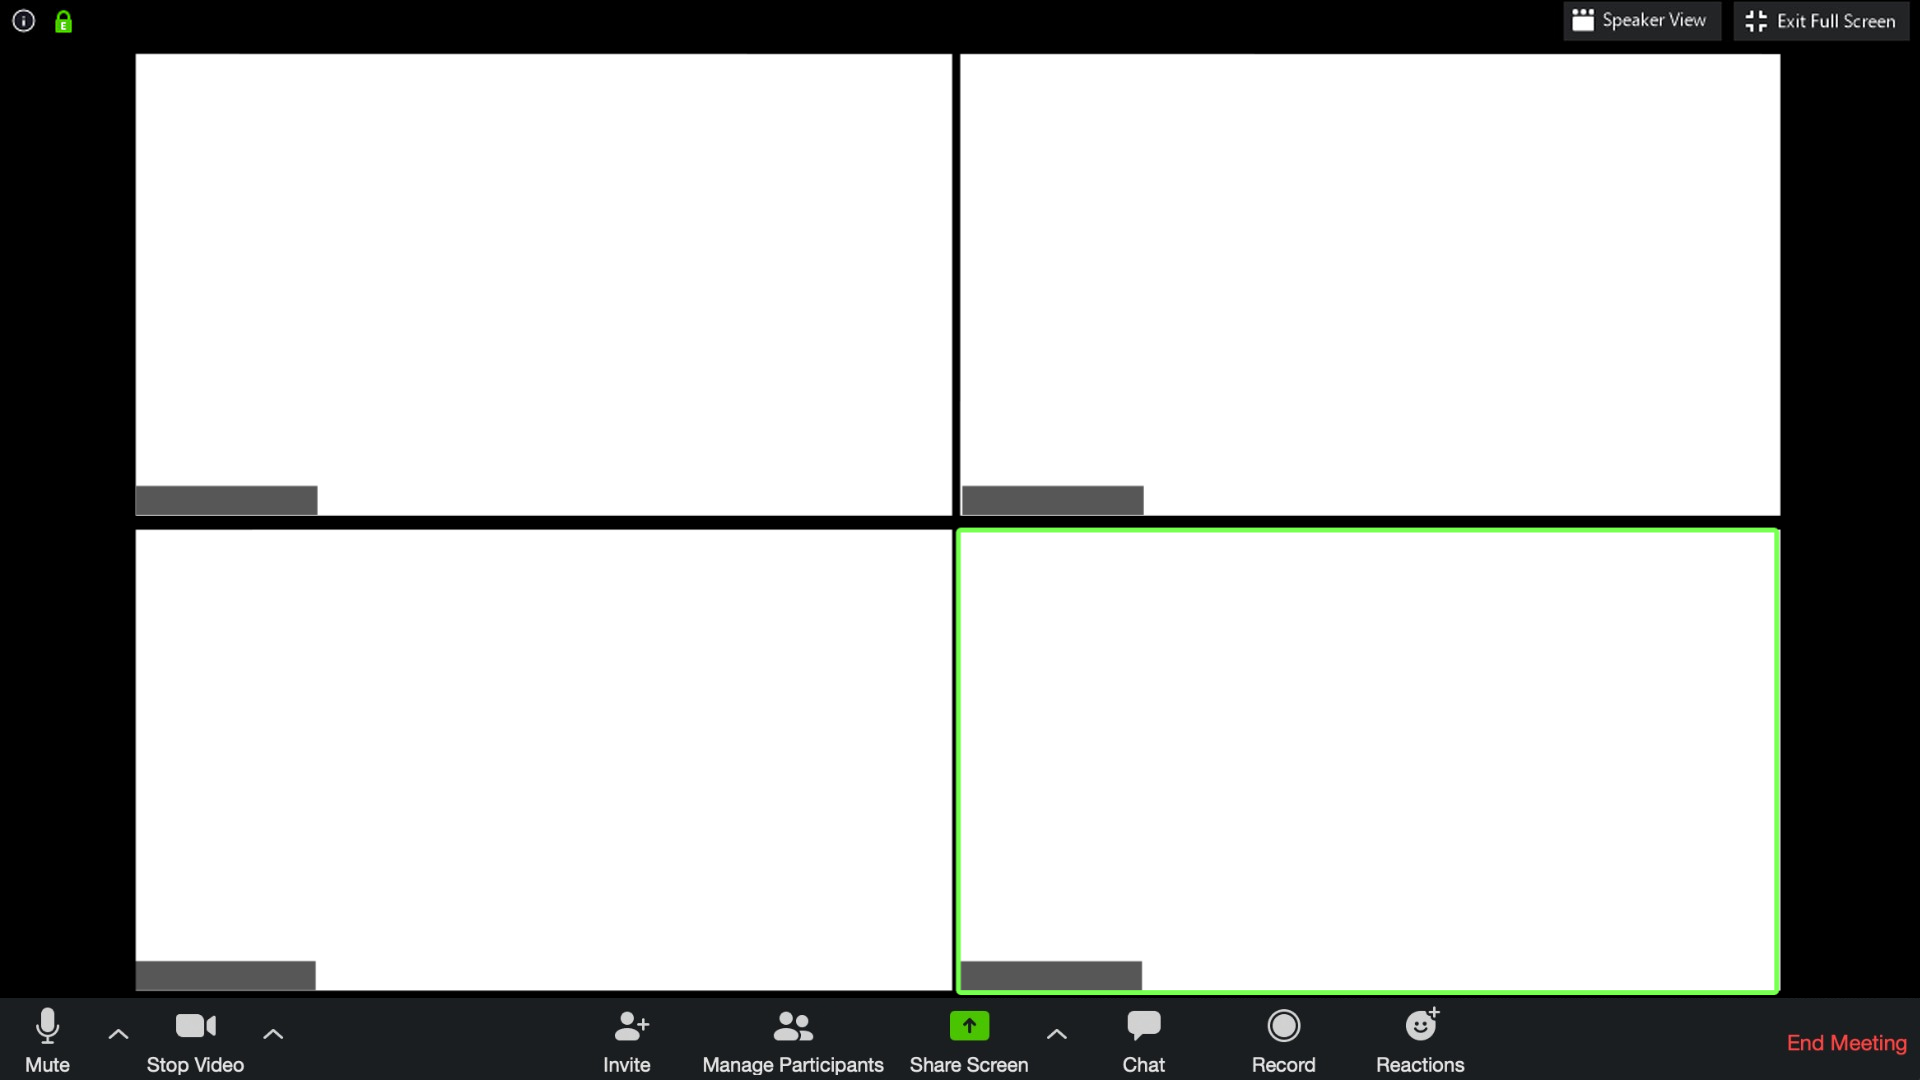 E
Speaker View
Exit Full Screen
Mute
Stop Video
Invite
Manage Participants
Share Screen
Chat
Record
Reactions
End Meeting